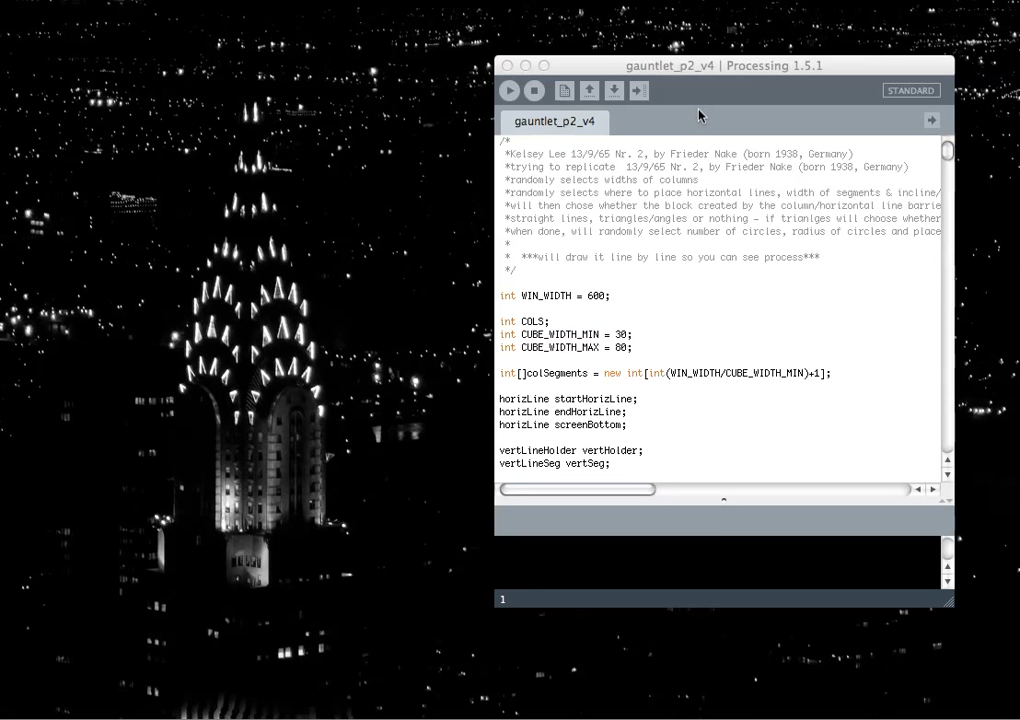 gauntlet_p2_v4 | Processing 1.5.1
STANDARD
gauntlet_p2_v4
/*
*Kelsey Lee 13/9/65 Nr. 2, by Frieder Nake (born 1938, Germany)
*trying to replicate  13/9/65 Nr. 2, by Frieder Nake (born 1938, Germany)
*randomly selects widths of columns
*randomly selects where to place horizontal lines, width of segments & incline/
*will then chose whether the block created by the column/horizontal line barrie
*straight lines, triangles/angles or nothing - if trianlges will choose whether
*when done, will randomly select number of circles, radius of circles and place
*
*  ***will draw it line by line so you can see process***
*/
int WIN_WIDTH = 600;
int COLS;
int CUBE_WIDTH_MIN = 30;
int CUBE_WIDTH_MAX = 80;
int[]colSegments = new int[int(WIN_WIDTH/CUBE_WIDTH_MIN)+1];
horizLine startHorizLine;
horizLine endHorizLine;
horizLine screenBottom;
vertLineHolder vertHolder;
vertLineSeg vertSeg;
1